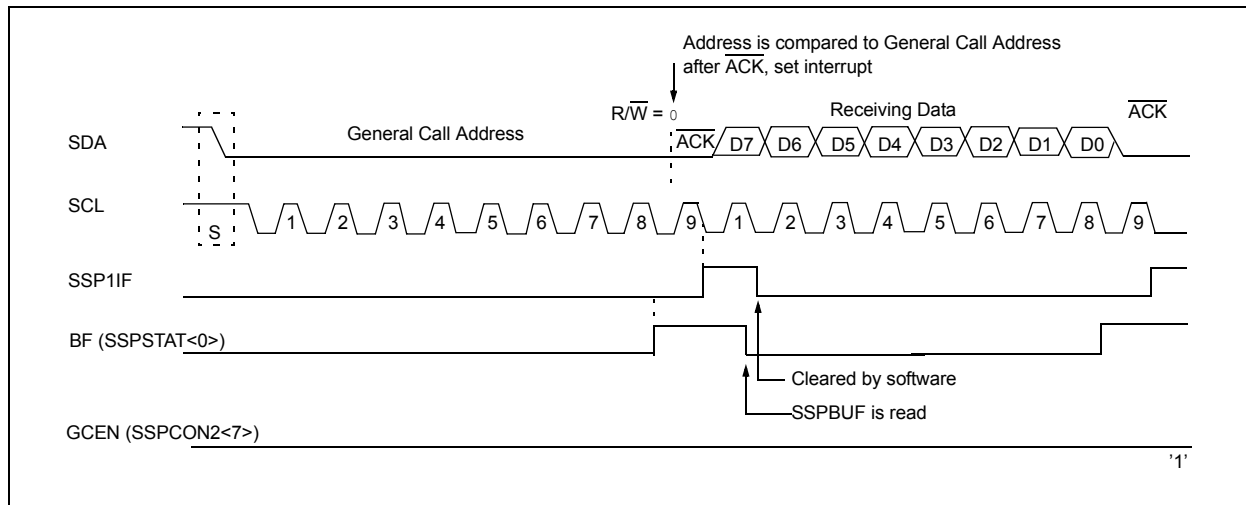 Address is compared to General Call Address
after ACK, set interrupt
R/W = 0
Receiving Data
ACK
SDA
General Call Address
ACK
D7 D6 D5 D4 D3 D2 D1 D0
SCL
S
1 2 3 4 5 6 7 8 9 1 2 3 4 5 6 7 8 9
SSP1IF
BF (SSPSTAT<0>)
Cleared by software
SSPBUF is read
GCEN (SSPCON2<7>)
'1'